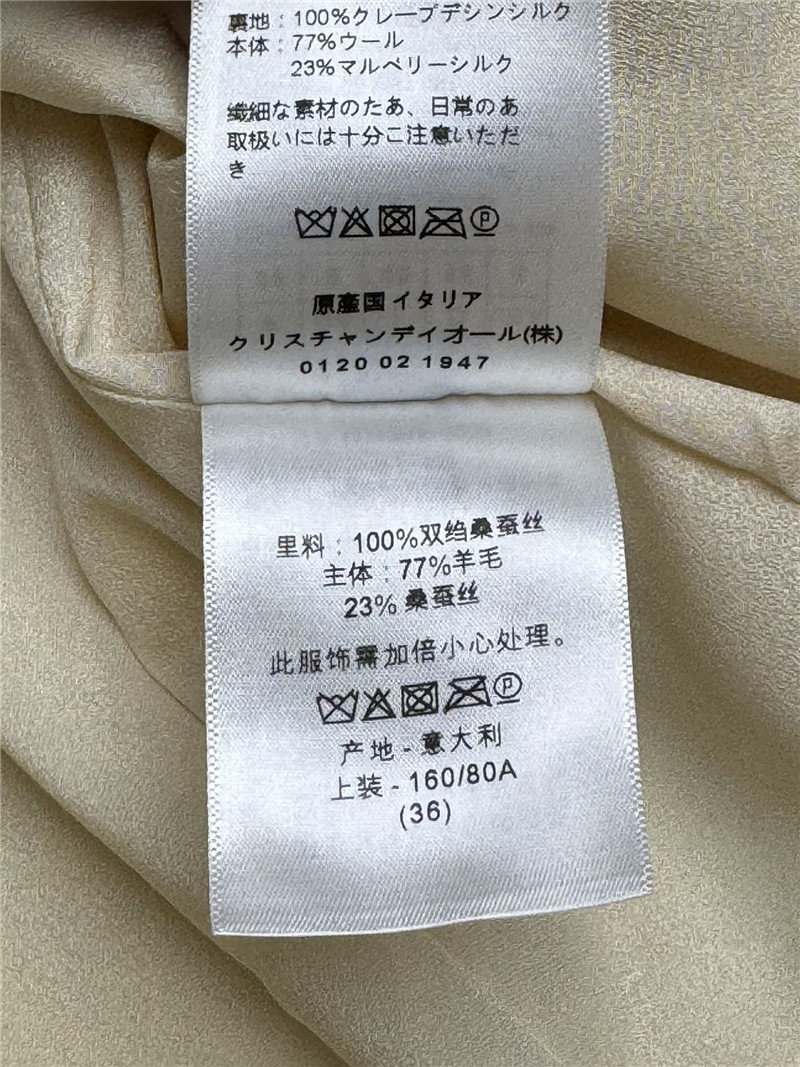 裏地：100%クレープデシンシルク
本体：77%ウール
23%マルベリーシルク
繊細な素材のため、日常のあ
取扱いには十分ご注意いただ
き
P
原産国イタリア
クリスチャンディオール(株)
0120 02 1947
里料：100%双绉桑蚕丝
主体：77%羊毛
23% 桑蚕丝
此服饰需加倍小心处理。
P
产地 - 意大利
上装 - 160/80A
(36)